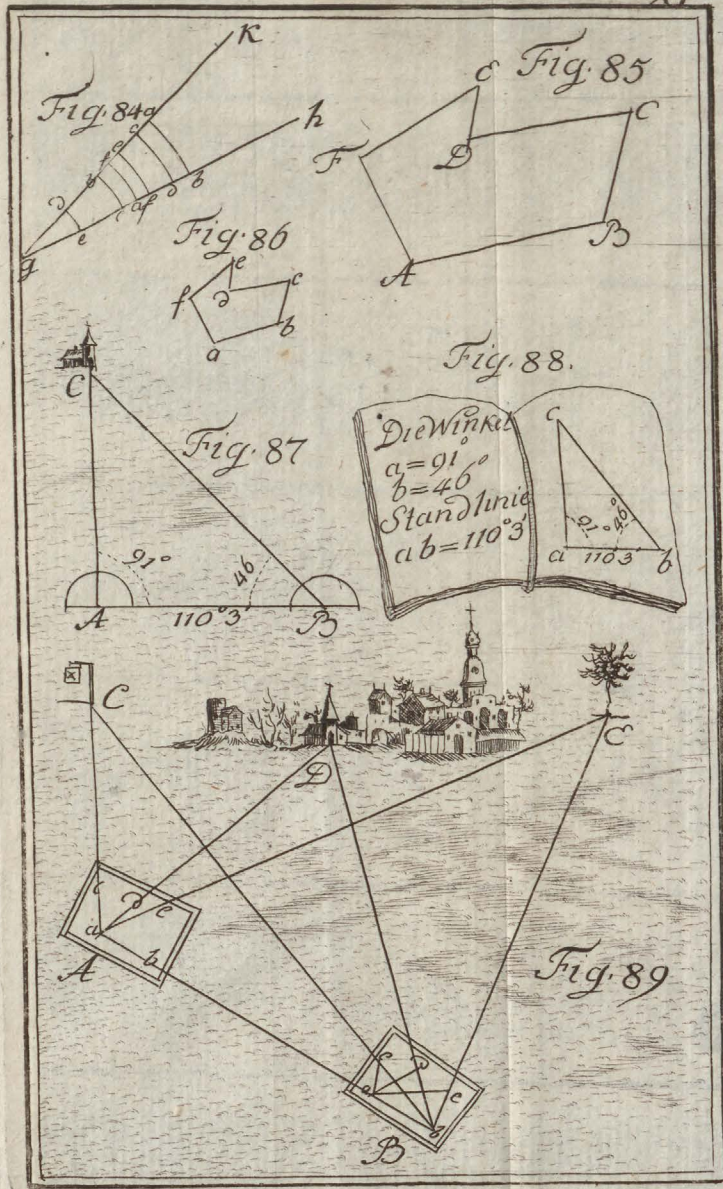 K
Fig. 84
a
h
c
e
f
b
d
g
e
c
a
f
d
b
Fig. 85
E
C
F
D
B
A
Fig. 86
e
c
f
d
b
a
C
Fig. 87
91°
46
A
110°3'
B
Fig. 88.
Die Winkel
a = 91°
b = 46°
Standlinie
ab = 110°3'
c
91°
46°
a
110°3'
b
C
D
E
c
D
e
a
b
A
Fig. 89
c
D
a
e
b
B